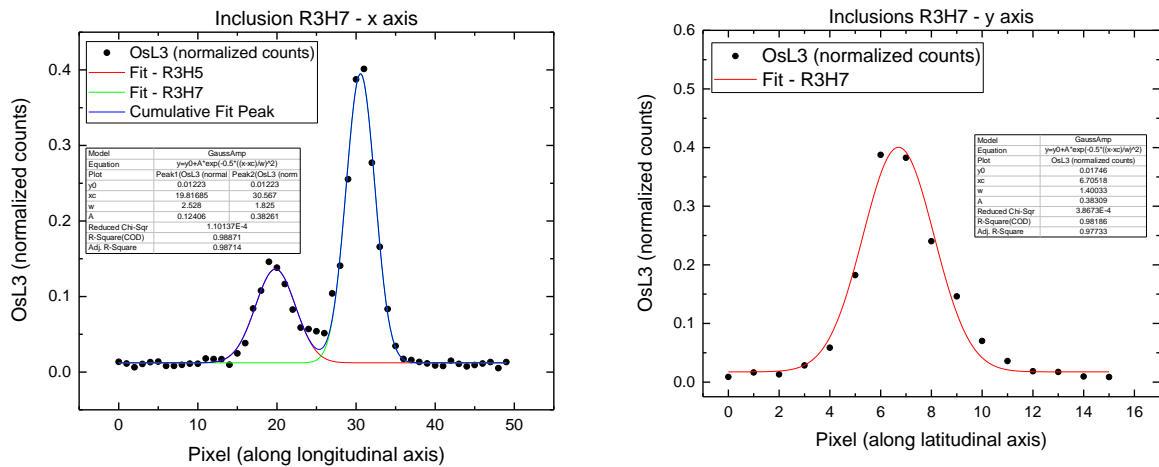 Inclusion R3H7 - x axis
OsL3 (normalized counts)
Fit - R3H5
Fit - R3H7
Cumulative Fit Peak
Model GaussAmp
Equation y=y0+A*exp(-0.5*((x-xc)/w)^2)
Plot Peak1(OsL3 (normal Peak2(OsL3 (norm
y0 0.01223 0.01223
xc 19.81685 30.567
w 2.528 1.825
A 0.12406 0.38261
Reduced Chi-Sqr 1.10137E-4
R-Square(COD) 0.98871
Adj. R-Square 0.98714
OsL3 (normalized counts)
0.4
0.3
0.2
0.1
0.0
0 10 20 30 40 50
Pixel (along longitudinal axis)
Inclusions R3H7 - y axis
OsL3 (normalized counts)
Fit - R3H7
Model GaussAmp
Equation y=y0+A*exp(-0.5*((x-xc)/w)^2)
Plot OsL3 (normalized counts)
y0 0.01746
xc 6.70518
w 1.40033
A 0.38309
Reduced Chi-Sqr 3.8673E-4
R-Square(COD) 0.98186
Adj. R-Square 0.97733
OsL3 (normalized counts)
0.6
0.5
0.4
0.3
0.2
0.1
0.0
0 2 4 6 8 10 12 14 16
Pixel (along latitudinal axis)